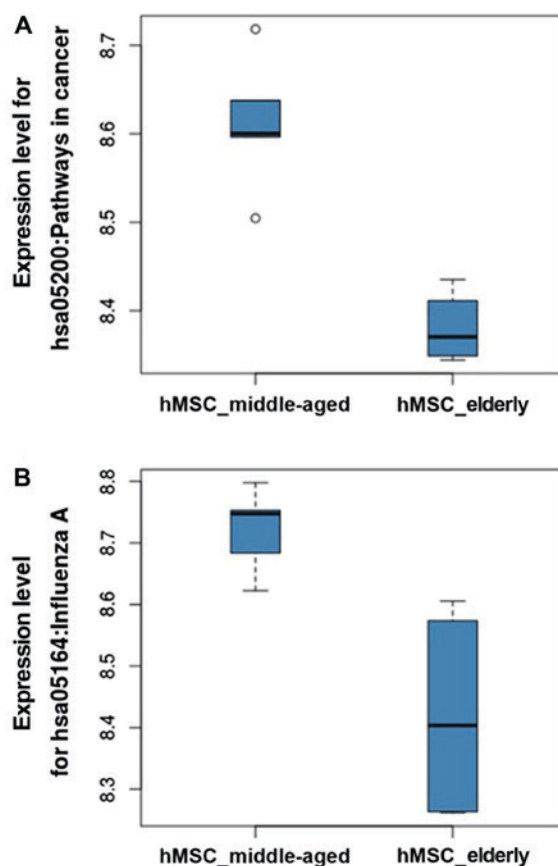 A
Expression level for
hsa05200:Pathways in cancer
8.7
8.6
8.5
8.4
hMSC_middle-aged hMSC_elderly
B
Expression level
for hsa05164:Influenza A
8.8
8.7
8.6
8.5
8.4
8.3
hMSC_middle-aged hMSC_elderly